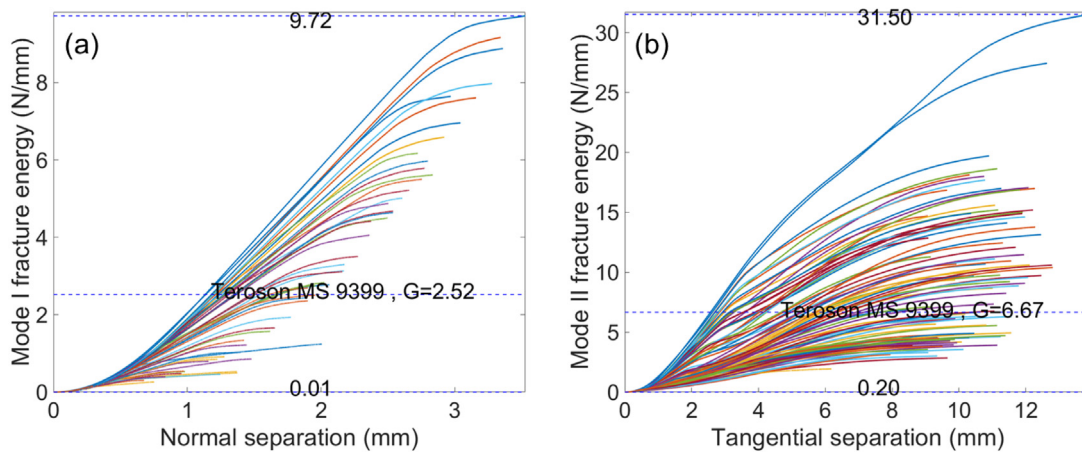 (a)
9.72
8
6
4
2
0
Mode I fracture energy (N/mm)
Teroson MS 9399 , G=2.52
0.01
0 1 2 3
Normal separation (mm)
(b)
31.50
30
25
20
15
10
5
0
Mode II fracture energy (N/mm)
Teroson MS 9399 , G=6.67
0.20
0 2 4 6 8 10 12
Tangential separation (mm)